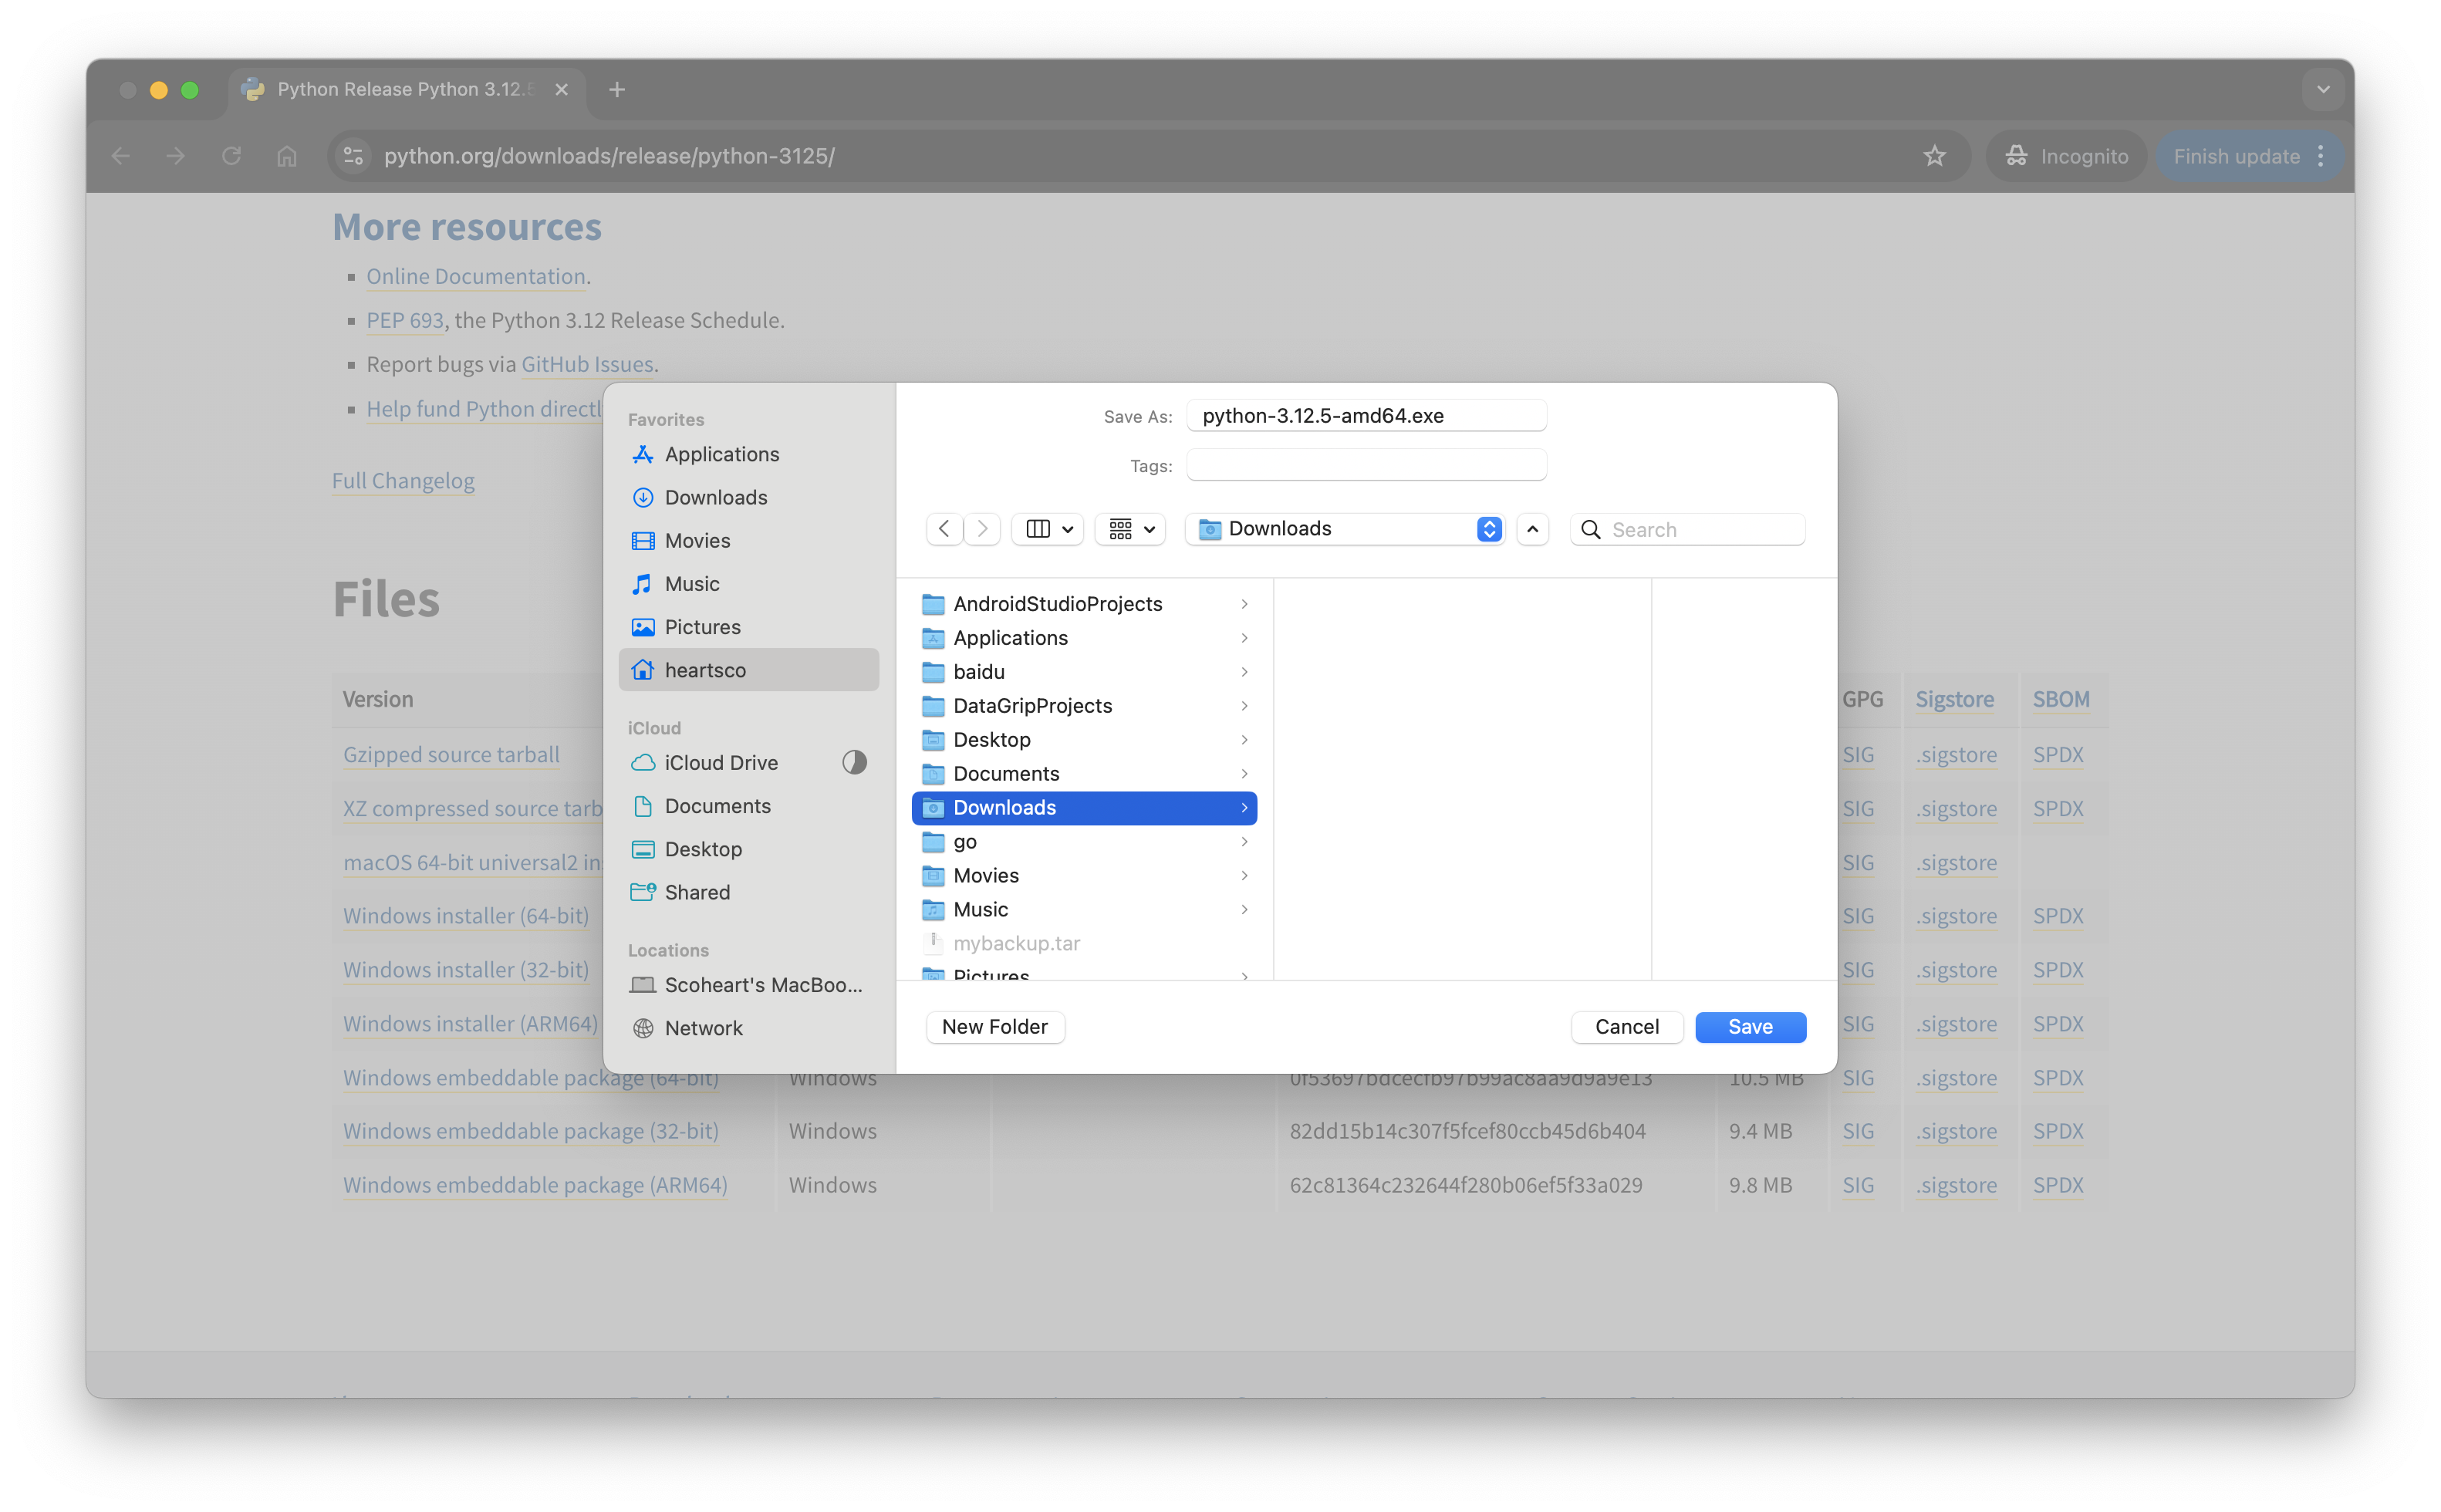 Python Release Python 3.12.5
python.org/downloads/release/python-3125/
Incognito
Finish update
More resources
Online Documentation.
PEP 693, the Python 3.12 Release Schedule.
Report bugs via GitHub Issues.
Help fund Python directl
Full Changelog
Files
Version
GPG Sigstore SBOM
Gzipped source tarball
SIG .sigstore SPDX
XZ compressed source tarb
SIG .sigstore SPDX
macOS 64-bit universal2 in
SIG .sigstore
Windows installer (64-bit)
SIG .sigstore SPDX
Windows installer (32-bit)
SIG .sigstore SPDX
Windows installer (ARM64)
SIG .sigstore SPDX
Windows embeddable package (64-bit) Windows 0f53697bdcecfb97b99ac8aa9d9a9e13 10.5 MB SIG .sigstore SPDX
Windows embeddable package (32-bit) Windows 82dd15b14c307f5fcef80ccb45d6b404 9.4 MB SIG .sigstore SPDX
Windows embeddable package (ARM64) Windows 62c81364c232644f280b06ef5f33a029 9.8 MB SIG .sigstore SPDX
Favorites
Applications
Downloads
Movies
Music
Pictures
heartsco
iCloud
iCloud Drive
Documents
Desktop
Shared
Locations
Scoheart's MacBoo...
Network
Save As: python-3.12.5-amd64.exe
Tags:
Downloads
Search
AndroidStudioProjects
Applications
baidu
DataGripProjects
Desktop
Documents
Downloads
go
Movies
Music
mybackup.tar
Pictures
New Folder
Cancel
Save